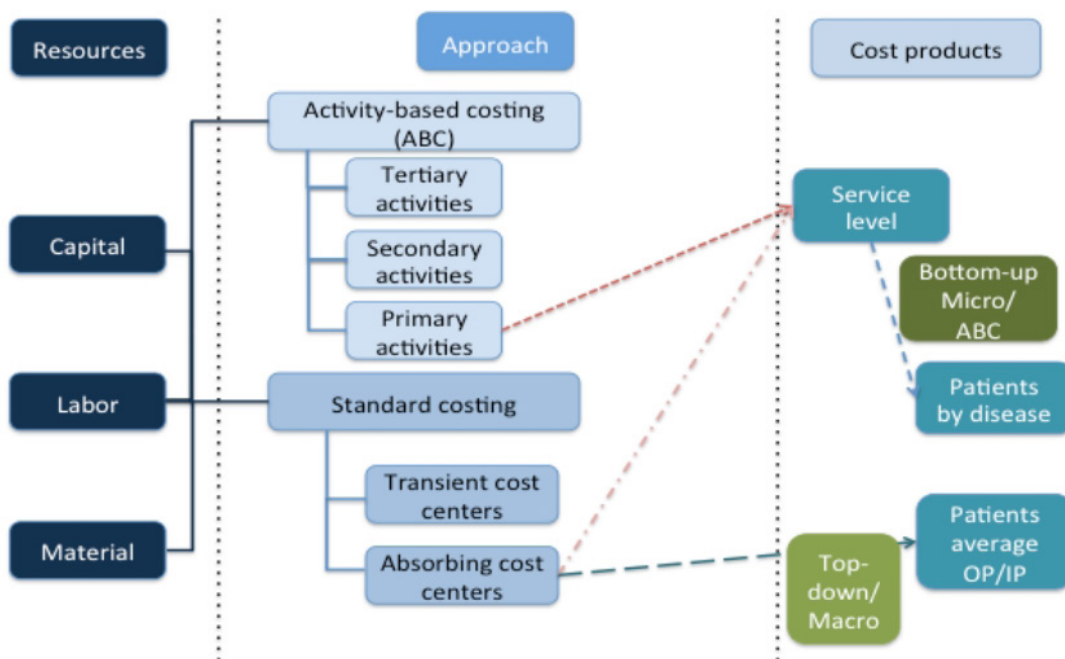 Resources
Approach
Cost products
Activity-based costing
(ABC)
Tertiary
activities
Secondary
activities
Primary
activities
Capital
Labor
Material
Standard costing
Transient cost
centers
Absorbing cost
centers
Service
level
Bottom-up
Micro/
ABC
Patients
by disease
Patients
average
OP/IP
Top-
down/
Macro